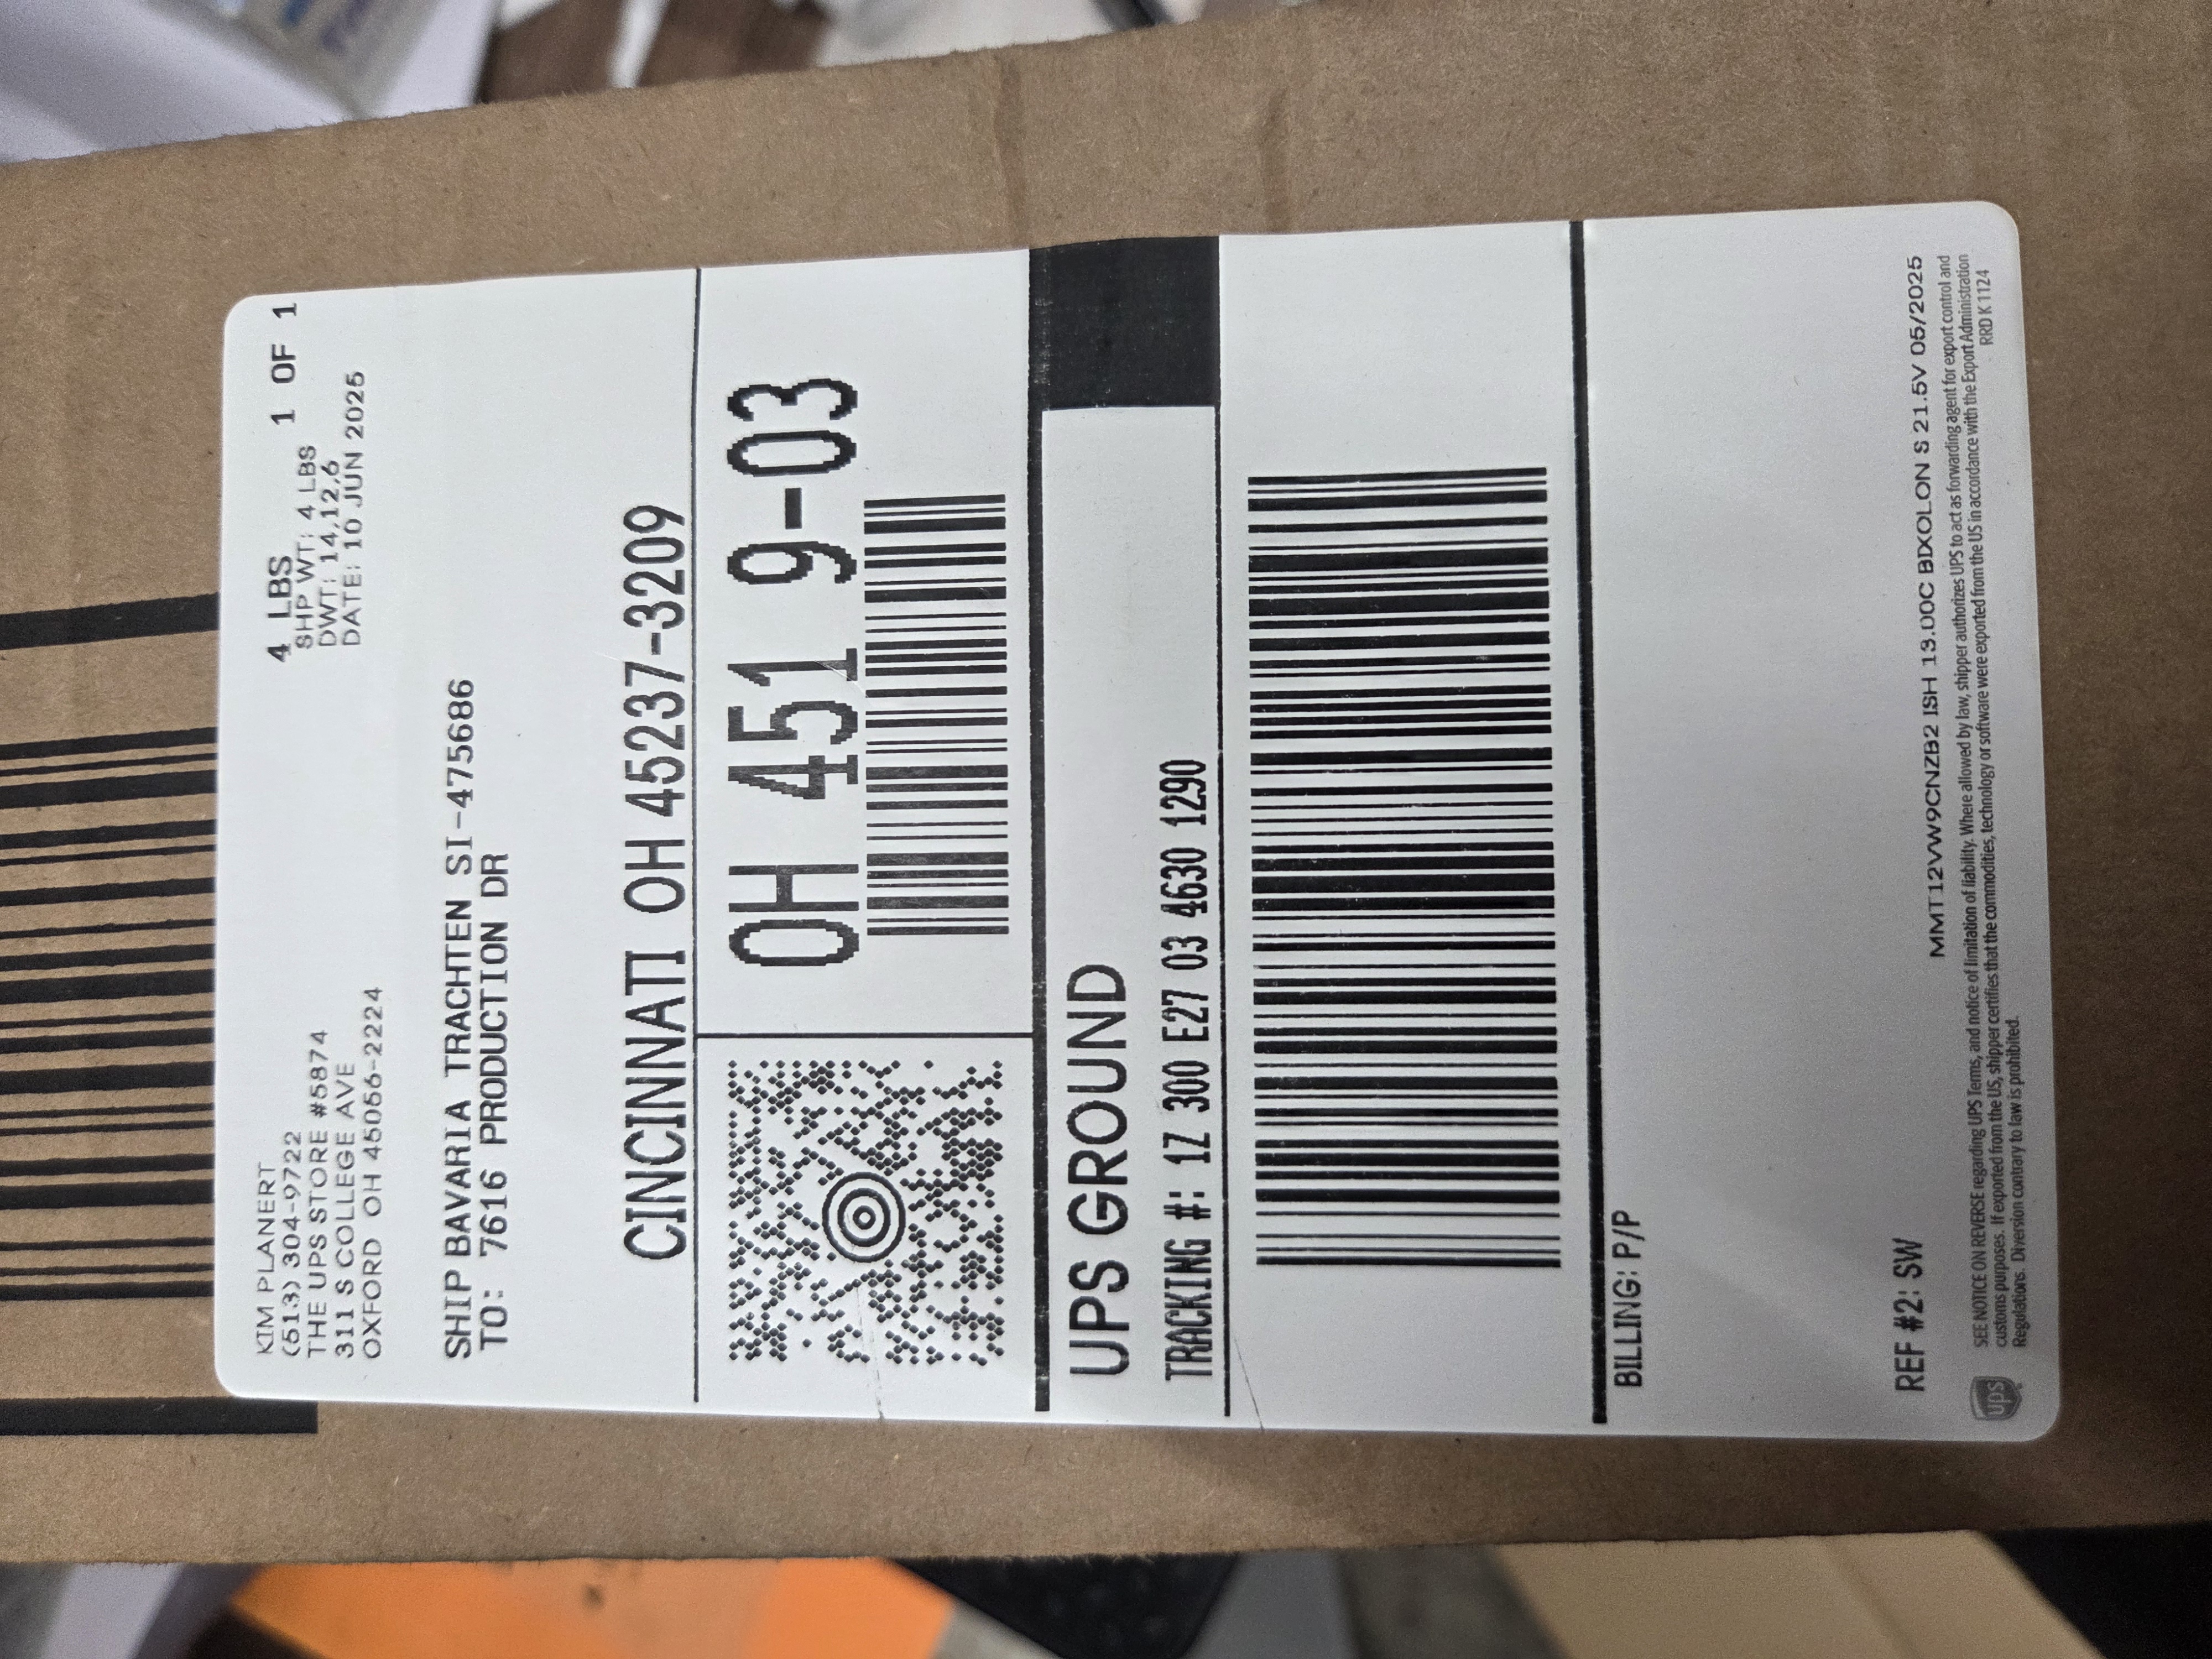 KIM PLANERT
(513) 304-9722
THE UPS STORE #5874
311 S COLLEGE AVE
OXFORD OH 45056-2224
4 LBS 1 OF 1
SHP WT: 4 LBS
DWT: 14,12,6
DATE: 10 JUN 2025
SHIP BAVARIA TRACHTEN SI-475686
TO: 7616 PRODUCTION DR
CINCINNATI OH 45237-3209
OH 451 9-03
UPS GROUND
TRACKING #: 1Z 300 E27 03 4630 1290
BILLING: P/P
REF #2: SW
MMT12VW9CNZB2 ISH 13.00C BIXOLON S 21.5V 05/2025
SEE NOTICE ON REVERSE regarding UPS Terms, and notice of limitation of liability. Where allowed by law, shipper authorizes UPS to act as forwarding agent for export control and
customs purposes. If exported from the US, shipper certifies that the commodities, technology or software were exported from the US in accordance with the Export Administration
Regulations. Diversion contrary to law is prohibited.
RRD K 1124
ups